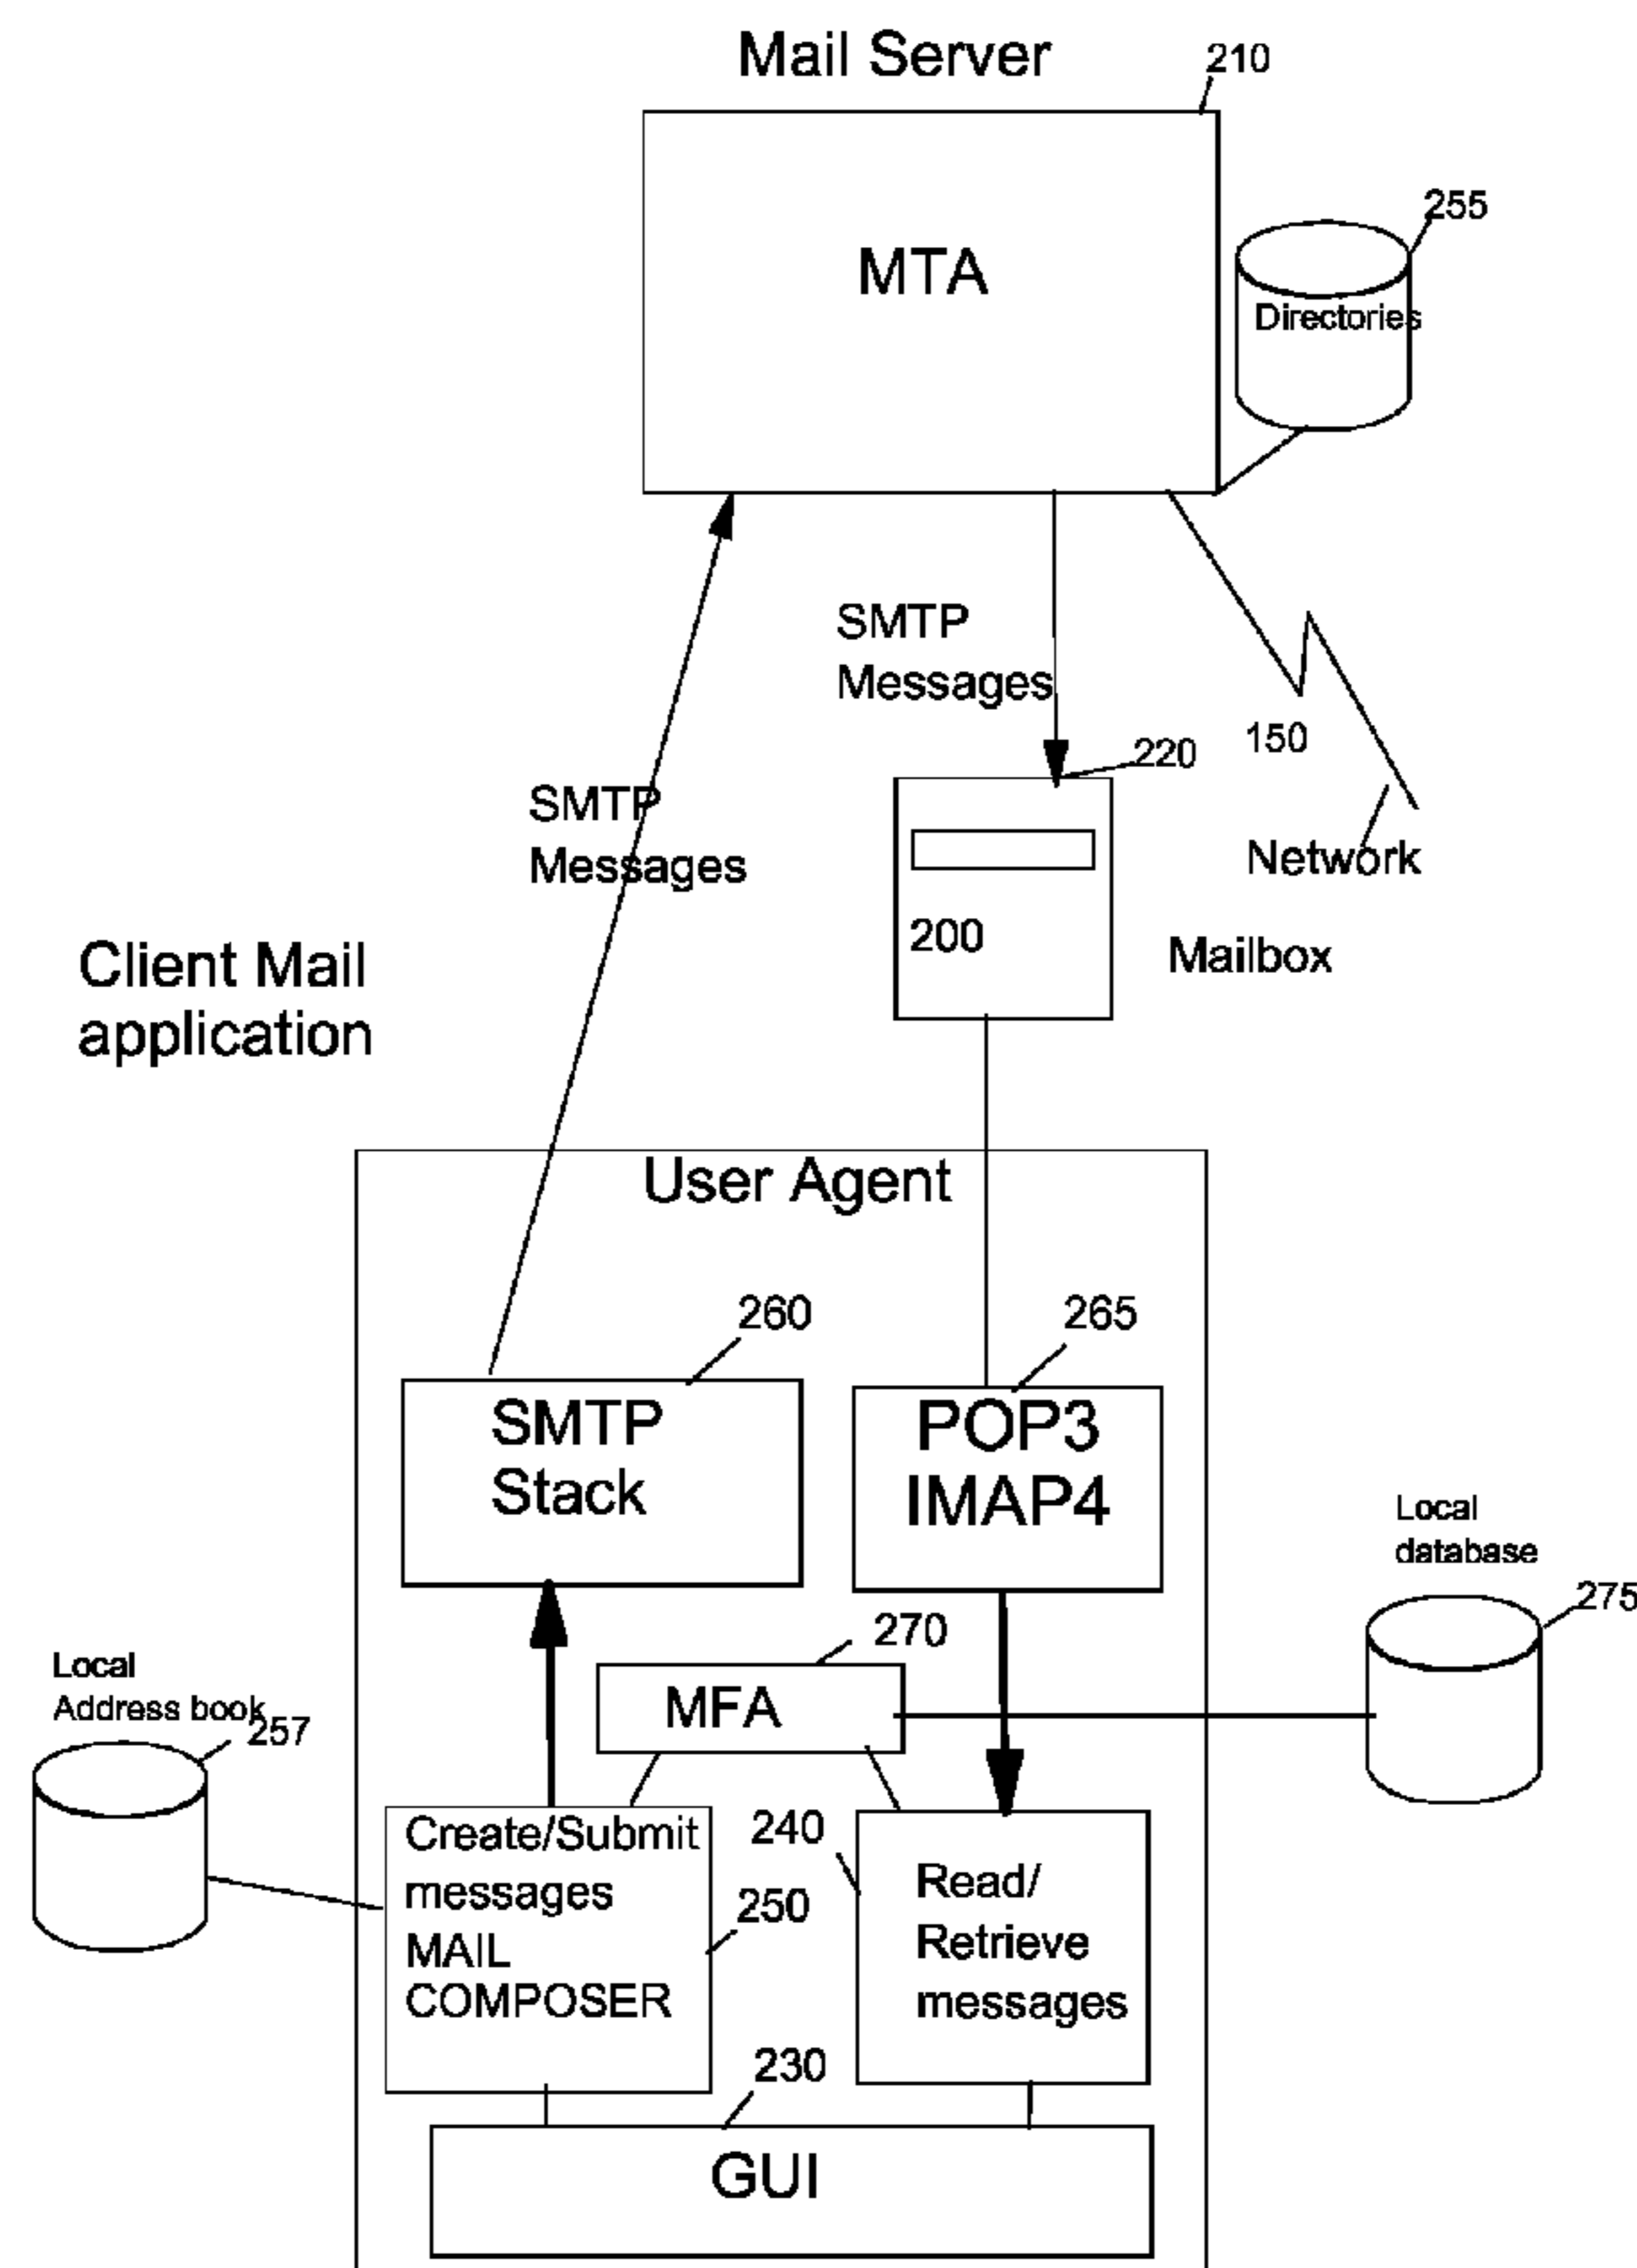 Mail Server
210
MTA
255
Directories
SMTP
Messages
220
150
SMTP
Messages
Network
200
Mailbox
Client Mail
application
User Agent
260
265
SMTP
Stack
POP3
IMAP4
Local
database
275
270
MFA
Local
Address book
257
Create/Submit
messages
MAIL
COMPOSER
240
250
Read/
Retrieve
messages
230
GUI